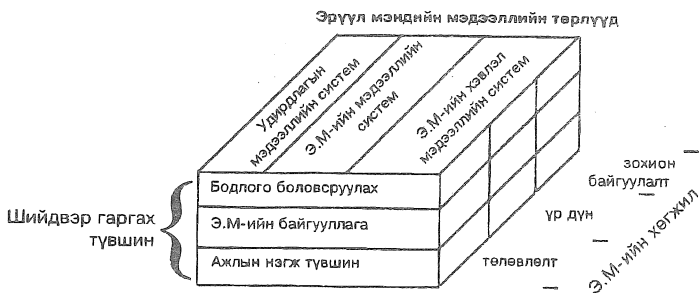 Эрүүл мэндийн мэдээллийн төрлүүд
Удирдлагын
мэдээллийн систем
Э.М-ийн мэдээллийн
систем
Э.М-ийн хэвлэл
мэдээллийн систем
Бодлого боловсруулах
Э.М-ийн байгууллага
Ажлын нэгж түвшин
Шийдвэр гаргах
түвшин
зохион
байгуулалт
үр дүн
төлөвлөлт
Э.М-ийн хөгжил